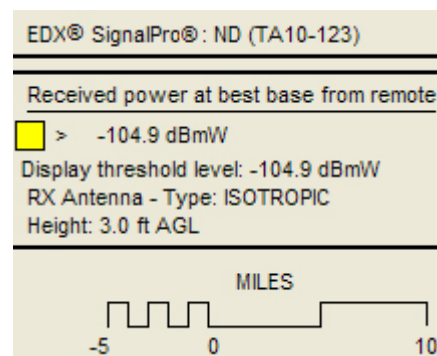 EDX® SignalPro®: ND (TA10-123)
Received power at best base from remote
> -104.9 dBmW
Display threshold level: -104.9 dBmW
RX Antenna - Type: ISOTROPIC
Height: 3.0 ft AGL
MILES
-5 0 10